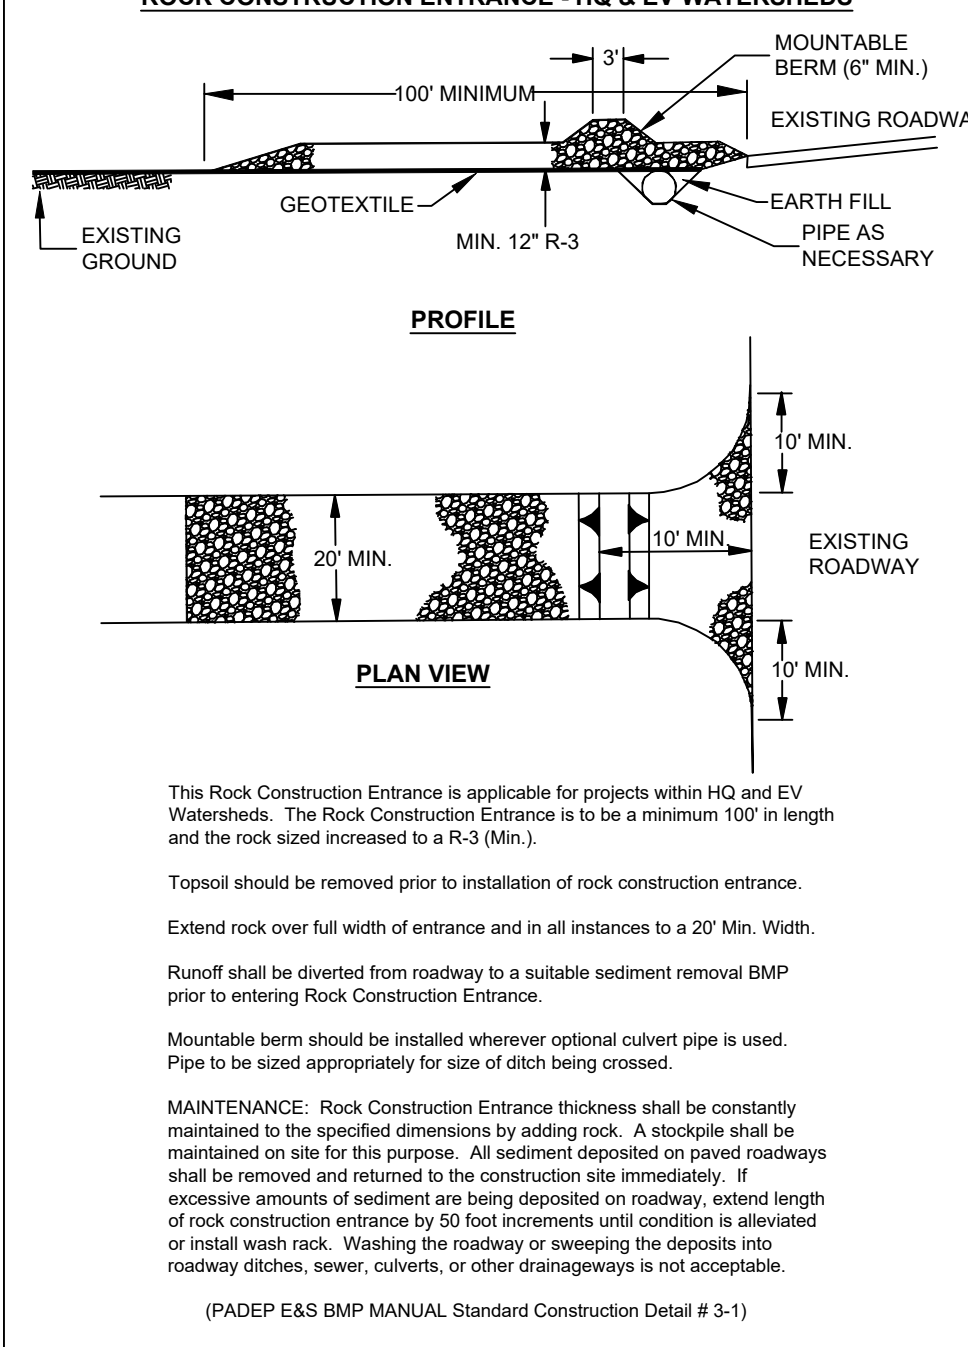 ROCK CONSTRUCTION ENTRANCE - HQ & EV WATERSHEDS
3'
MOUNTABLE
BERM (6" MIN.)
100' MINIMUM
EXISTING ROADWA
GEOTEXTILE
EARTH FILL
EXISTING
GROUND
MIN. 12" R-3
PIPE AS
NECESSARY
PROFILE
10' MIN.
20' MIN.
10' MIN.
EXISTING
ROADWAY
PLAN VIEW
10' MIN.
This Rock Construction Entrance is applicable for projects within HQ and EV
Watersheds. The Rock Construction Entrance is to be a minimum 100' in length
and the rock sized increased to a R-3 (Min.).
Topsoil should be removed prior to installation of rock construction entrance.
Extend rock over full width of entrance and in all instances to a 20' Min. Width.
Runoff shall be diverted from roadway to a suitable sediment removal BMP
prior to entering Rock Construction Entrance.
Mountable berm should be installed wherever optional culvert pipe is used.
Pipe to be sized appropriately for size of ditch being crossed.
MAINTENANCE: Rock Construction Entrance thickness shall be constantly
maintained to the specified dimensions by adding rock. A stockpile shall be
maintained on site for this purpose. All sediment deposited on paved roadways
shall be removed and returned to the construction site immediately. If
excessive amounts of sediment are being deposited on roadway, extend length
of rock construction entrance by 50 foot increments until condition is alleviated
or install wash rack. Washing the roadway or sweeping the deposits into
roadway ditches, sewer, culverts, or other drainageways is not acceptable.
(PADEP E&S BMP MANUAL Standard Construction Detail # 3-1)